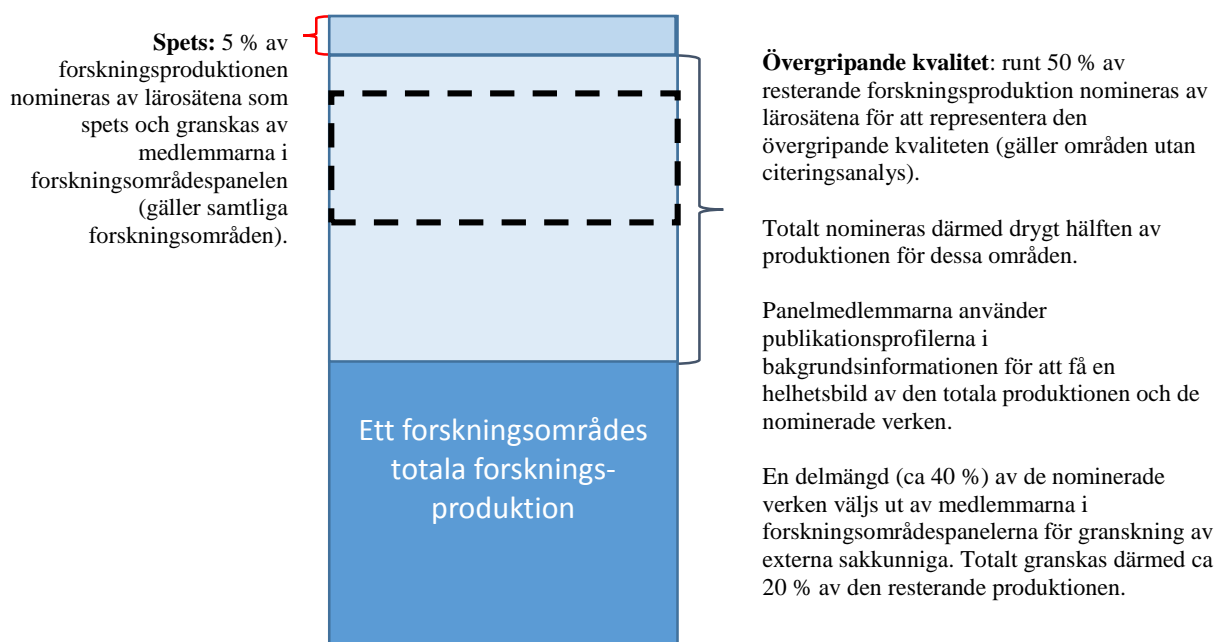 Spets: 5 % av
forskningsproduktionen
nomineras av lärosätena som
spets och granskas av
medlemmarna i
forskningsområdespanelen
(gäller samtliga
forskningsområden).
Ett forskningsområdes
totala forsknings-
produktion
Övergripande kvalitet: runt 50 % av
resterande forskningsproduktion nomineras av
lärosätena för att representera den
övergripande kvaliteten (gäller områden utan
citeringsanalys).
Totalt nomineras därmed drygt hälften av
produktionen för dessa områden.
Panelmedlemmarna använder
publikationsprofilerna i
bakgrundsinformationen för att få en
helhetsbild av den totala produktionen och de
nominerade verken.
En delmängd (ca 40 %) av de nominerade
verken väljs ut av medlemmarna i
forskningsområdespanelerna för granskning av
externa sakkunniga. Totalt granskas därmed ca
20 % av den resterande produktionen.